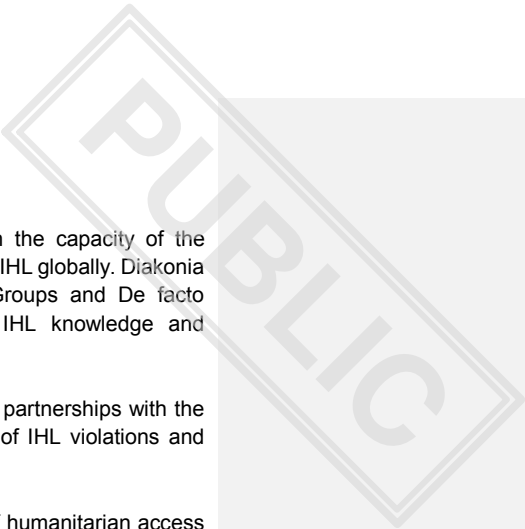 n the capacity of the
IHL globally. Diakonia
Groups and De facto
IHL knowledge and
partnerships with the
of IHL violations and
humanitarian access
PUBLIC